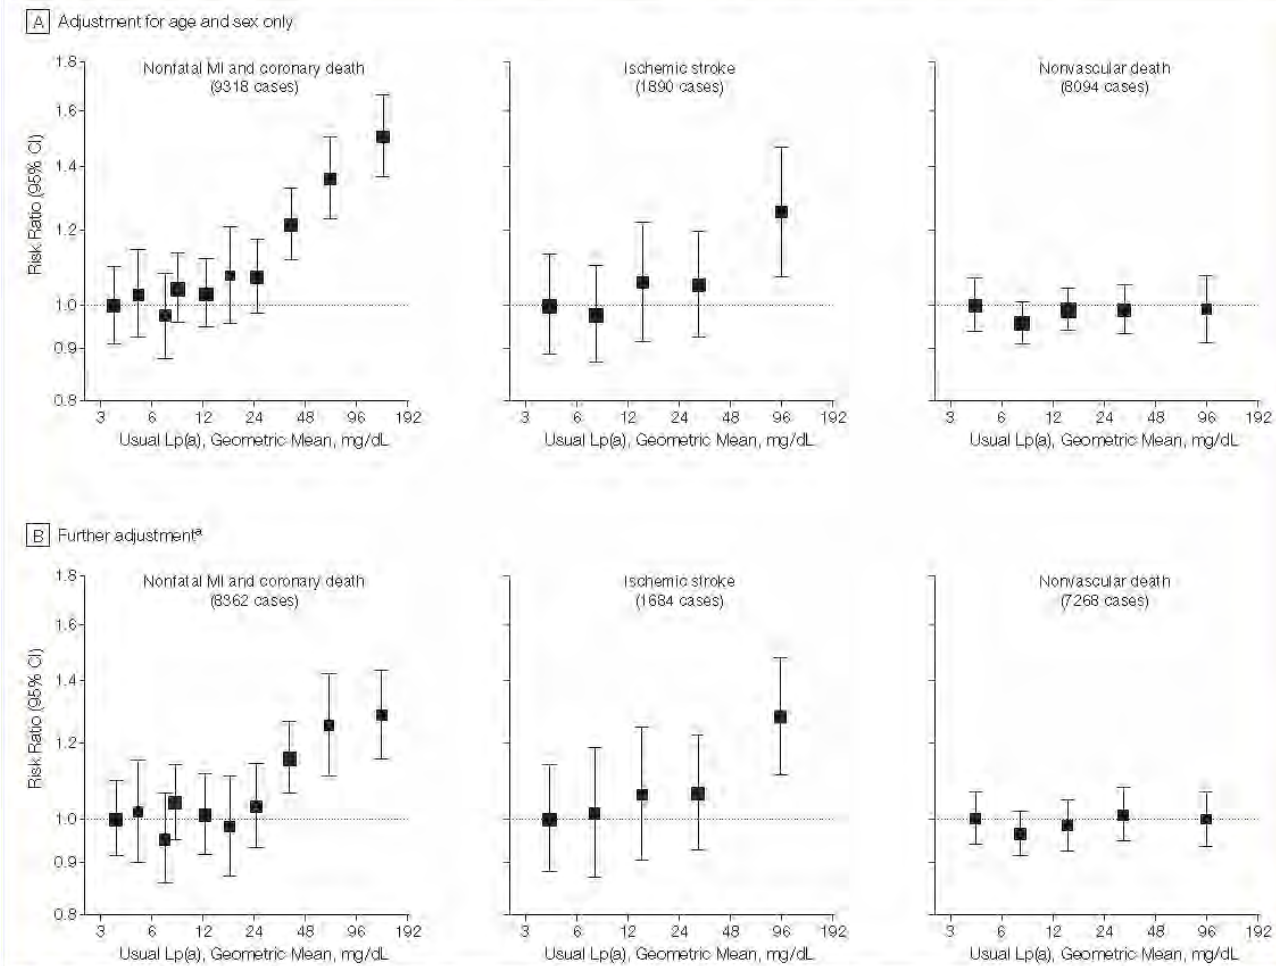 A Adjustment for age and sex only
Nonfatal MI and coronary death
(9318 cases)
Risk Ratio (95% CI)
1.8
1.6
1.4
1.2
1.0
0.9
0.8
3 6 12 24 48 96 192
Usual Lp(a), Geometric Mean, mg/dL
Ischemic stroke
(1890 cases)
3 6 12 24 48 96 192
Usual Lp(a), Geometric Mean, mg/dL
Nonvascular death
(8094 cases)
3 6 12 24 48 96 192
Usual Lp(a), Geometric Mean, mg/dL
B Further adjustmentª
Nonfatal MI and coronary death
(8362 cases)
Risk Ratio (95% CI)
1.8
1.6
1.4
1.2
1.0
0.9
0.8
3 6 12 24 48 96 192
Usual Lp(a), Geometric Mean, mg/dL
Ischemic stroke
(1684 cases)
3 6 12 24 48 96 192
Usual Lp(a), Geometric Mean, mg/dL
Nonvascular death
(7268 cases)
3 6 12 24 48 96 192
Usual Lp(a), Geometric Mean, mg/dL